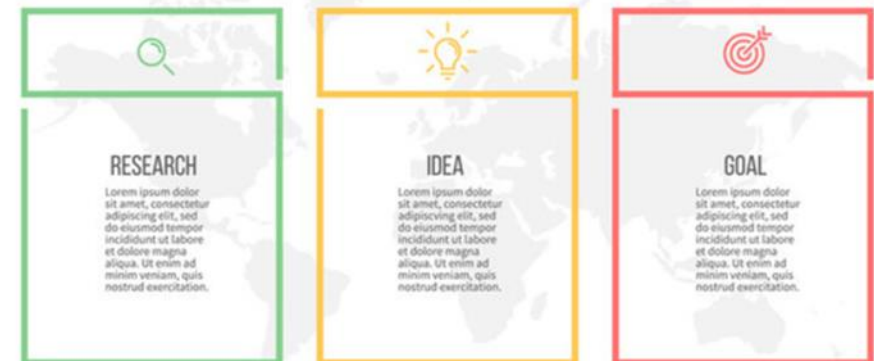 RESEARCH
Lorem ipsum dolor
sit amet, consectetur
adipiscing elit, sed
do eiusmod tempor
incididunt ut labore
et dolore magna
aliqua. Ut enim ad
minim veniam, quis
nostrud exercitation.
IDEA
Lorem ipsum dolor
sit amet, consectetur
adipiscving elit, sed
do eiusmod tempor
incididunt ut labore
et dolore magna
aliqua. Ut enim ad
minim veniam, quis
nostrud exercitation.
GOAL
Lorem ipsum dolor
sit amet, consectetur
adipiscing elit, sed
do eiusmod tempor
incididunt ut labore
et dolore magna
aliqua. Ut enim ad
minim veniam, quis
nostrud exercitation.